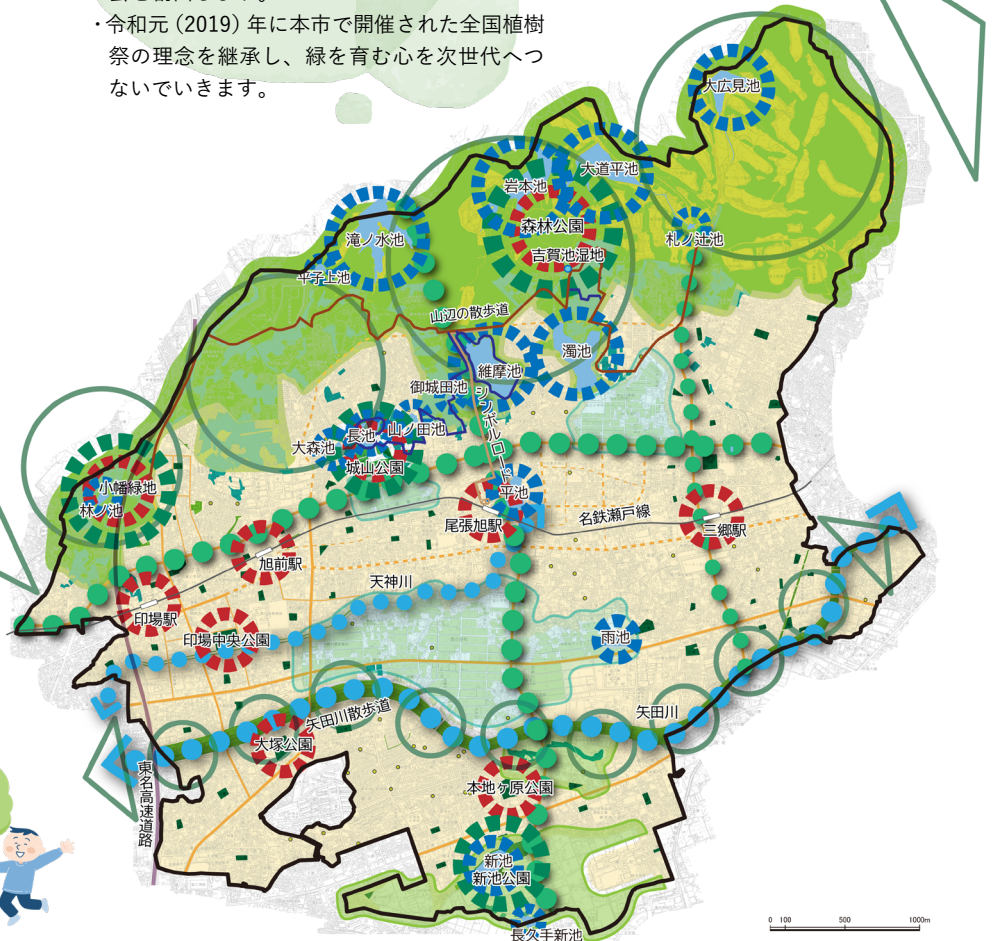 ・令和元(2019)年に本市で開催された全国植樹
祭の理念を継承し、緑を育む心を次世代へつ
ないでいきます。
大広見池
大道平池
岩本池
森林公園
吉賀池湿地
札ノ辻池
滝ノ水池
平子上池
山辺の散歩道
濁池
維摩池
御城田池
シンボルロード
山ノ田池
長池
大森池
城山公園
小幡緑地
林ノ池
平池
尾張旭駅
名鉄瀬戸線
三郷駅
旭前駅
天神川
印場駅
印場中央公園
雨池
矢田川
矢田川散歩道
大塚公園
東名高速道路
本地ヶ原公園
新池
新池公園
長久手新池
0 100 500 1000m